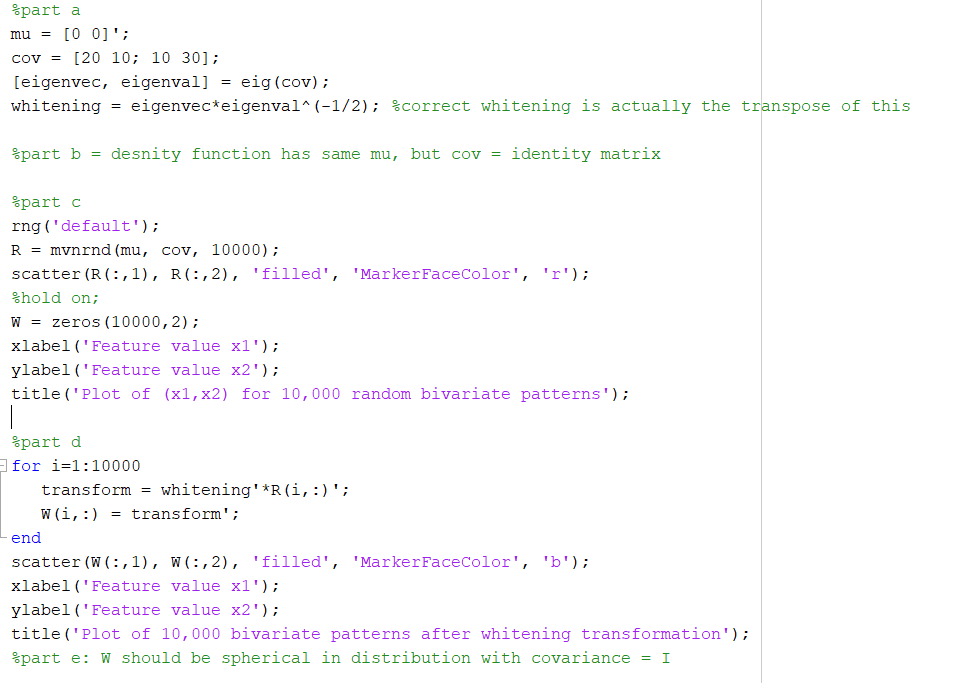 %part a
mu = [0 0]';
cov = [20 10; 10 30];
[eigenvec, eigenval] = eig(cov);
whitening = eigenvec*eigenval^(-1/2); %correct whitening is actually the transpose of this
%part b = desnity function has same mu, but cov = identity matrix
%part c
rng('default');
R = mvnrnd(mu, cov, 10000);
scatter(R(:,1), R(:,2), 'filled', 'MarkerFaceColor', 'r');
%hold on;
W = zeros(10000,2);
xlabel('Feature value x1');
ylabel('Feature value x2');
title('Plot of (x1,x2) for 10,000 random bivariate patterns');
%part d
for i=1:10000
transform = whitening'*R(i,:)';
W(i,:) = transform';
end
scatter(W(:,1), W(:,2), 'filled', 'MarkerFaceColor', 'b');
xlabel('Feature value x1');
ylabel('Feature value x2');
title('Plot of 10,000 bivariate patterns after whitening transformation');
%part e: W should be spherical in distribution with covariance = I